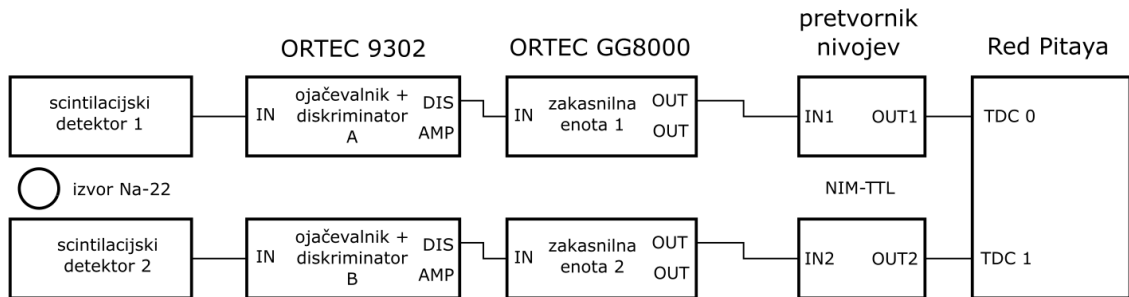 ORTEC 9302
ORTEC GG8000
pretvornik
nivojev
Red Pitaya
scintilacijski
detektor 1
IN
ojačevalnik +
diskriminator
A
DIS
AMP
IN
zakasnilna
enota 1
OUT
OUT
IN1
OUT1
TDC 0
izvor Na-22
NIM-TTL
scintilacijski
detektor 2
IN
ojačevalnik +
diskriminator
B
DIS
AMP
IN
zakasnilna
enota 2
OUT
OUT
IN2
OUT2
TDC 1